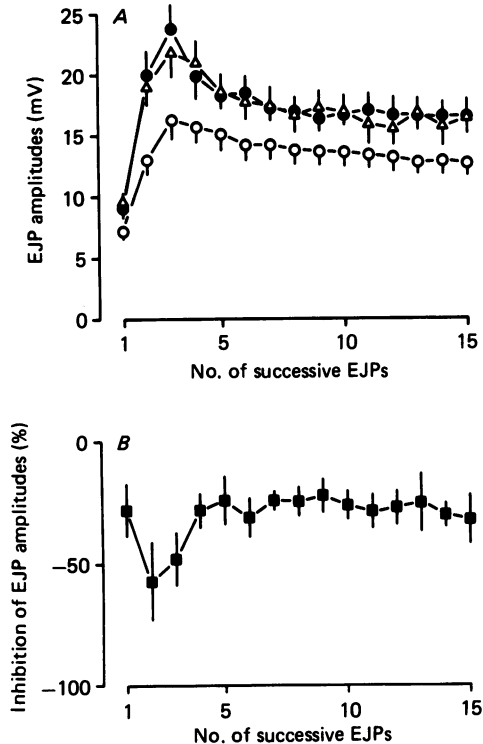 A
EJP amplitudes (mV)
25
20
15
10
5
0
1 5 10 15
No. of successive EJPs
B
Inhibition of EJP amplitudes (%)
0
−50
−100
1 5 10 15
No. of successive EJPs